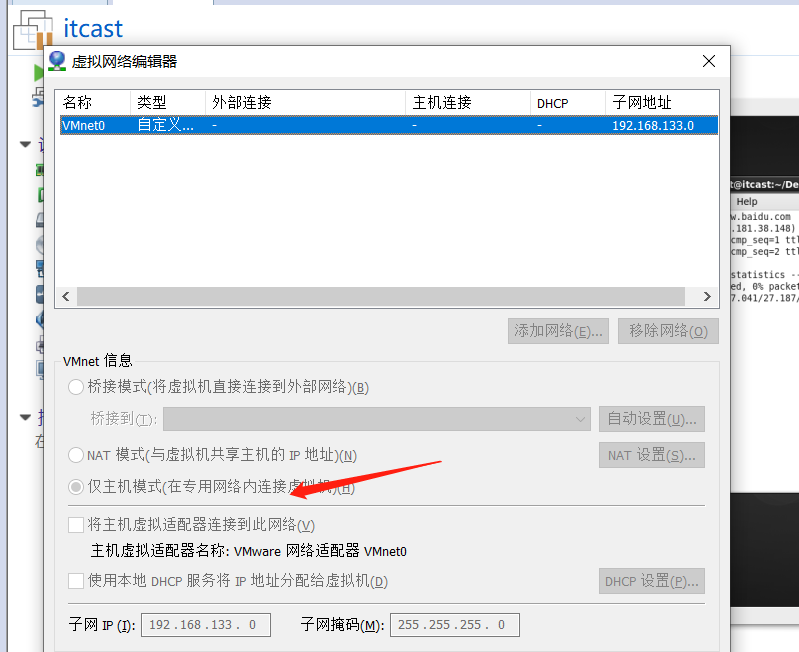 itcast
虚拟网络编辑器
名称 类型 外部连接 主机连接 DHCP 子网地址
VMnet0 自定义... - - - 192.168.133.0
t@itcast:~/De
Help
w.baidu.com
.181.38.148)
cmp_seq=1 ttl
cmp_seq=2 ttl
statistics --
ed, 0% packet
7.041/27.187/
添加网络(E)... 移除网络(O)
VMnet 信息
桥接模式(将虚拟机直接连接到外部网络)(B)
桥接到(T): 自动设置(U)...
NAT 模式(与虚拟机共享主机的 IP 地址)(N) NAT 设置(S)...
仅主机模式(在专用网络内连接虚拟机)(H)
将主机虚拟适配器连接到此网络(V)
主机虚拟适配器名称: VMware 网络适配器 VMnet0
使用本地 DHCP 服务将 IP 地址分配给虚拟机(D) DHCP 设置(P)...
子网 IP (I): 192.168.133. 0 子网掩码(M): 255.255.255. 0